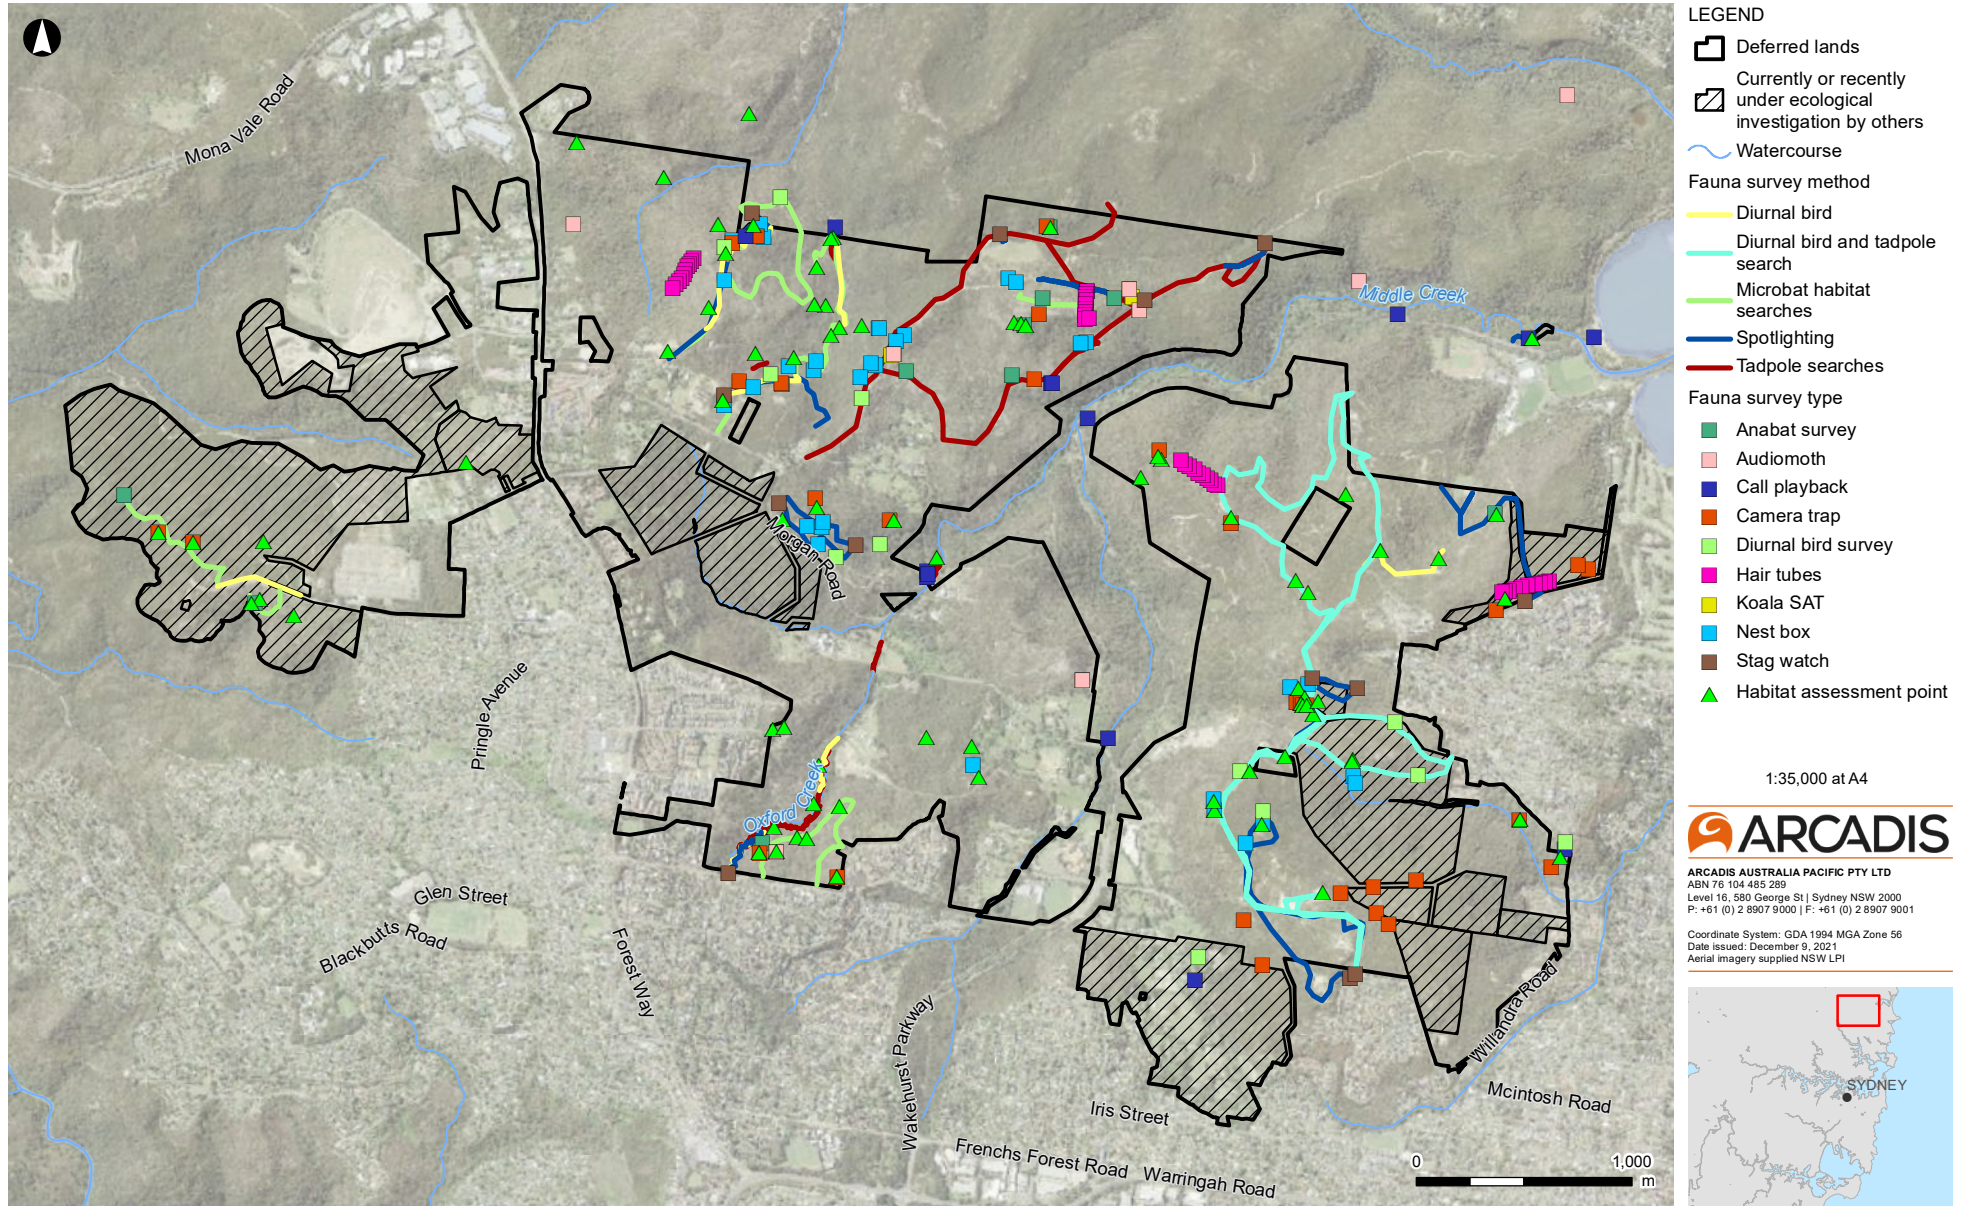 Mona Vale Road
Middle Creek
Morgan Road
Pringle Avenue
Oxford Creek
Glen Street
Blackbutts Road
Forest Way
Wakehurst Parkway
Willandra Road
Mcintosh Road
Iris Street
Frenchs Forest Road
Warringah Road
0 1,000
m
LEGEND
Deferred lands
Currently or recently
under ecological
investigation by others
Watercourse
Fauna survey method
Diurnal bird
Diurnal bird and tadpole
search
Microbat habitat
searches
Spotlighting
Tadpole searches
Fauna survey type
Anabat survey
Audiomoth
Call playback
Camera trap
Diurnal bird survey
Hair tubes
Koala SAT
Nest box
Stag watch
Habitat assessment point
1:35,000 at A4
ARCADIS
ARCADIS AUSTRALIA PACIFIC PTY LTD
ABN 76 104 485 289
Level 16, 580 George St | Sydney NSW 2000
P: +61 (0) 2 8907 9000 | F: +61 (0) 2 8907 9001
Coordinate System: GDA 1994 MGA Zone 56
Date issued: December 9, 2021
Aerial imagery supplied NSW LPI
SYDNEY